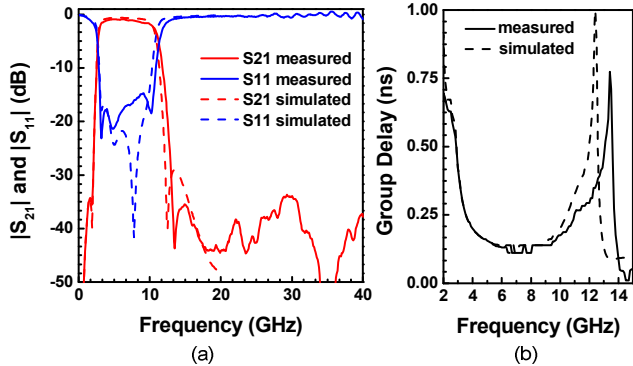 0
-10
-20
-30
-40
-50
|S21| and |S11| (dB)
S21 measured
S11 measured
S21 simulated
S11 simulated
0 10 20 30 40
Frequency (GHz)
(a)
1.00
0.75
0.50
0.25
0.00
Group Delay (ns)
measured
simulated
2 4 6 8 10 12 14
Frequency (GHz)
(b)